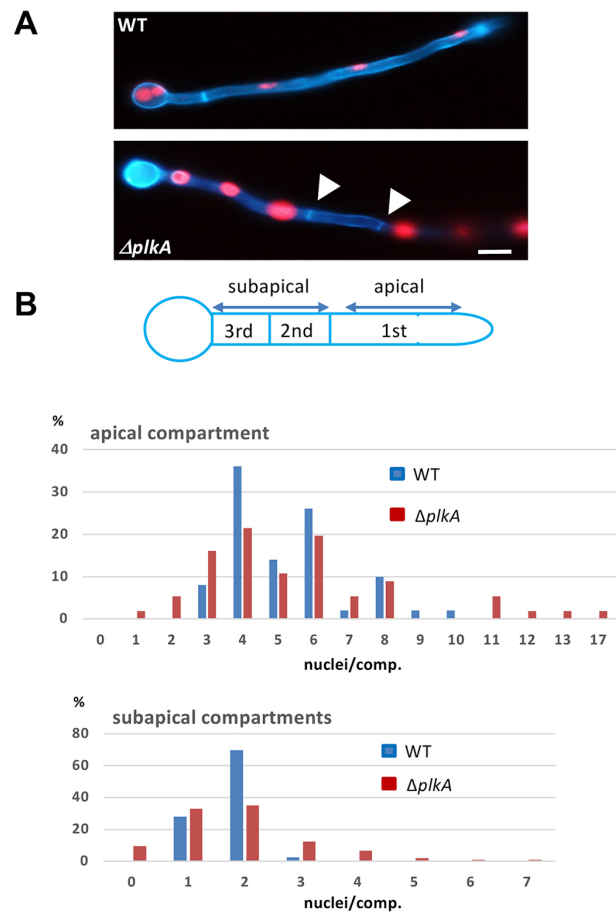 A
WT
ΔplkA
B
subapical apical
3rd 2nd 1st
%
apical compartment
40
30
20
10
0
WT
ΔplkA
0 1 2 3 4 5 6 7 8 9 10 11 12 13 17
nuclei/comp.
%
subapical compartments
80
60
40
20
0
WT
ΔplkA
0 1 2 3 4 5 6 7
nuclei/comp.